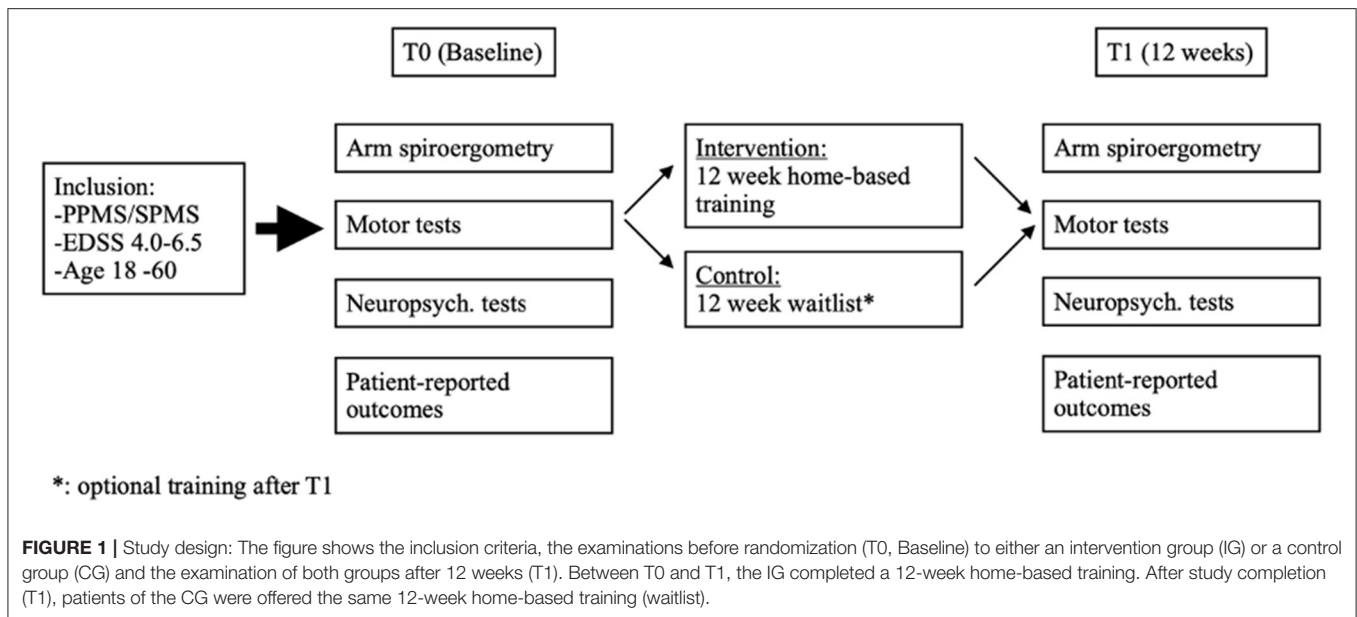 T0 (Baseline)
T1 (12 weeks)
Inclusion:
-PPMS/SPMS
-EDSS 4.0-6.5
-Age 18 -60
Arm spiroergometry
Motor tests
Neuropsych. tests
Patient-reported
outcomes
Intervention:
12 week home-based
training
Control:
12 week waitlist*
Arm spiroergometry
Motor tests
Neuropsych. tests
Patient-reported
outcomes
*: optional training after T1
FIGURE 1 | Study design: The figure shows the inclusion criteria, the examinations before randomization (T0, Baseline) to either an intervention group (IG) or a control
group (CG) and the examination of both groups after 12 weeks (T1). Between T0 and T1, the IG completed a 12-week home-based training. After study completion
(T1), patients of the CG were offered the same 12-week home-based training (waitlist).